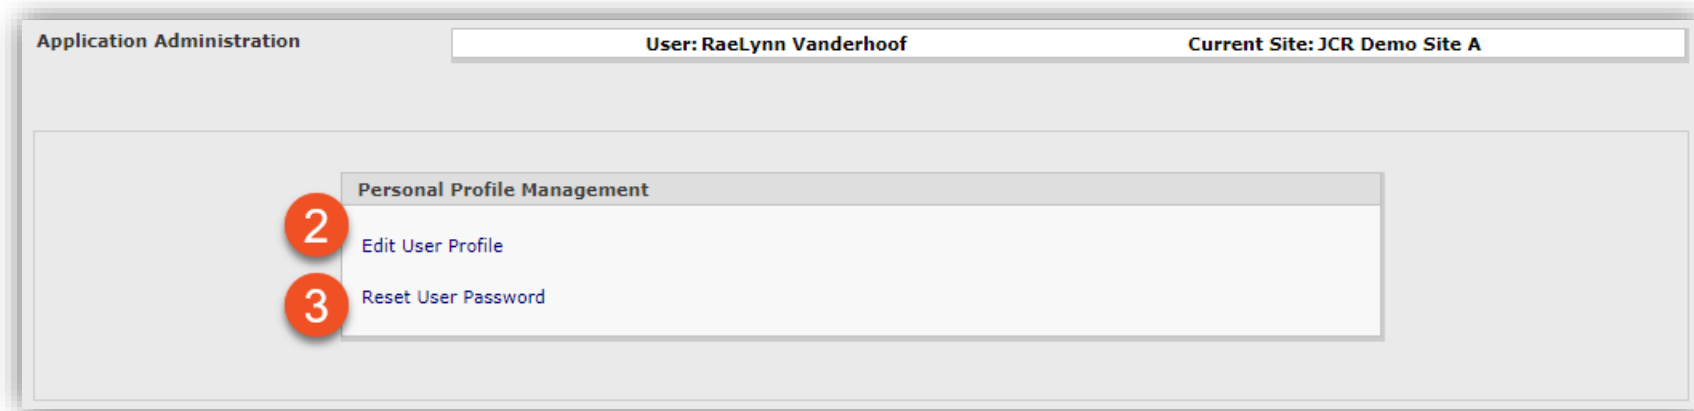 Application Administration
User: RaeLynn Vanderhoof
Current Site: JCR Demo Site A
Personal Profile Management
2
Edit User Profile
3
Reset User Password